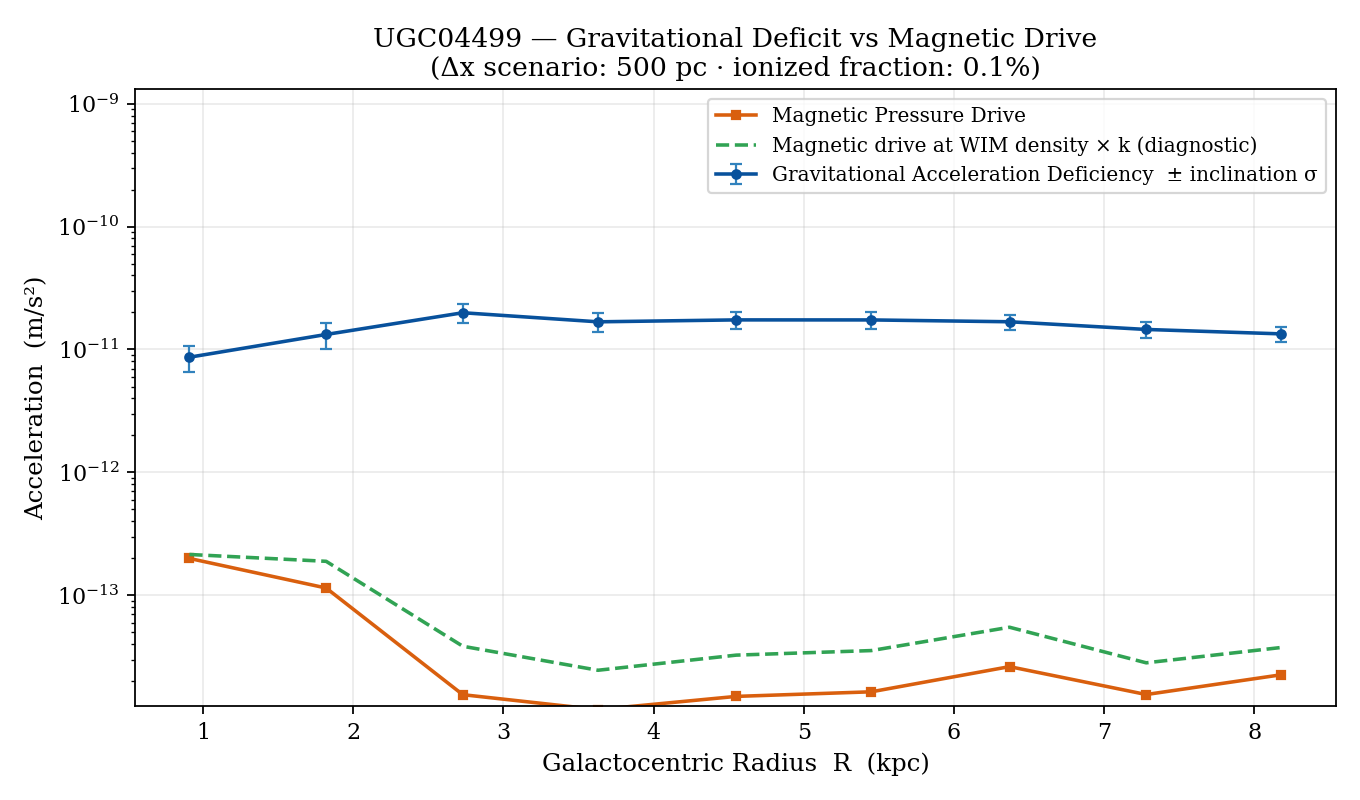 UGC04499 — Gravitational Deficit vs Magnetic Drive
(Δx scenario: 500 pc · ionized fraction: 0.1%)
Magnetic Pressure Drive
Magnetic drive at WIM density × k (diagnostic)
Gravitational Acceleration Deficiency ± inclination σ
Acceleration (m/s²)
10⁻⁹
10⁻¹⁰
10⁻¹¹
10⁻¹²
10⁻¹³
1 2 3 4 5 6 7 8
Galactocentric Radius R (kpc)